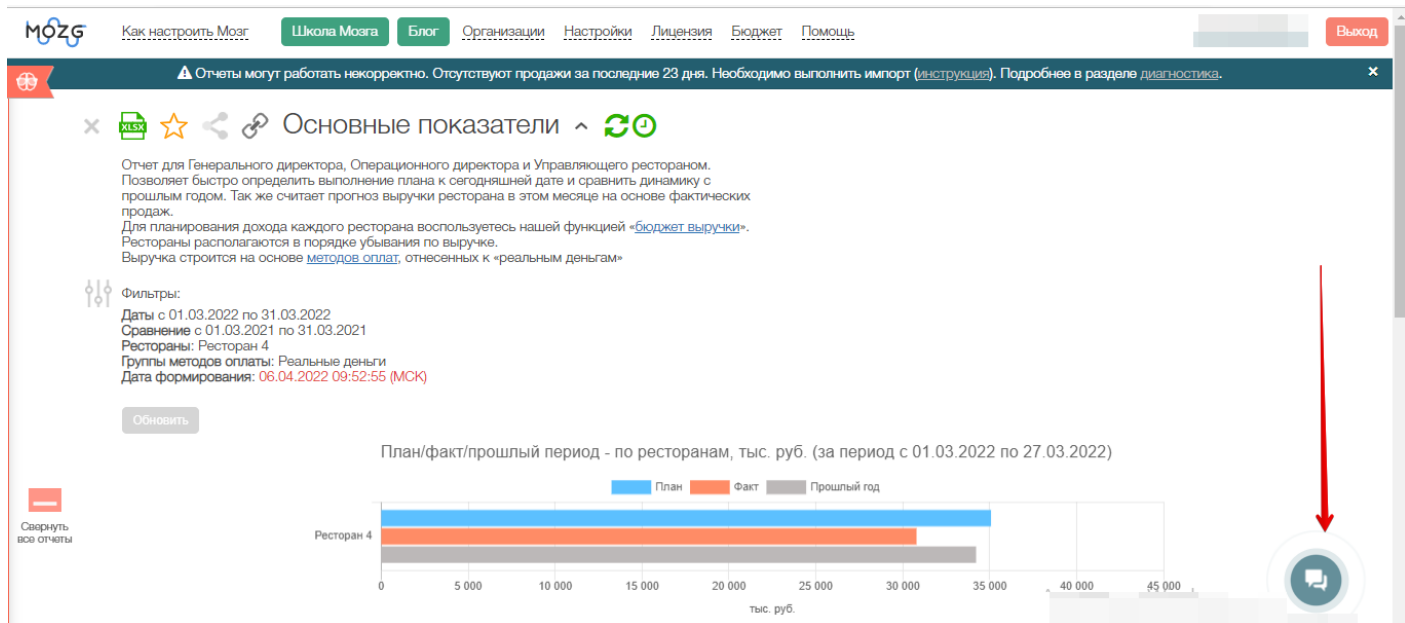 MOZG Как настроить Мозг Школа Мозга Блог Организации Настройки Лицензия Бюджет Помощь Выход
Отчеты могут работать некорректно. Отсутствуют продажи за последние 23 дня. Необходимо выполнить импорт (инструкция). Подробнее в разделе диагностика. ×
XLSX Основные показатели
Отчет для Генерального директора, Операционного директора и Управляющего рестораном.
Позволяет быстро определить выполнение плана к сегодняшней дате и сравнить динамику с
прошлым годом. Так же считает прогноз выручки ресторана в этом месяце на основе фактических
продаж.
Для планирования дохода каждого ресторана воспользуетесь нашей функцией «бюджет выручки».
Рестораны располагаются в порядке убывания по выручке.
Выручка строится на основе методов оплат, отнесенных к «реальным деньгам»
Фильтры:
Даты с 01.03.2022 по 31.03.2022
Сравнение с 01.03.2021 по 31.03.2021
Рестораны: Ресторан 4
Группы методов оплаты: Реальные деньги
Дата формирования: 06.04.2022 09:52:55 (МСК)
Обновить
План/факт/прошлый период - по ресторанам, тыс. руб. (за период с 01.03.2022 по 27.03.2022)
План Факт Прошлый год
Свернуть
все отчеты
Ресторан 4
0 5 000 10 000 15 000 20 000 25 000 30 000 35 000 40 000 45 000
тыс. руб.